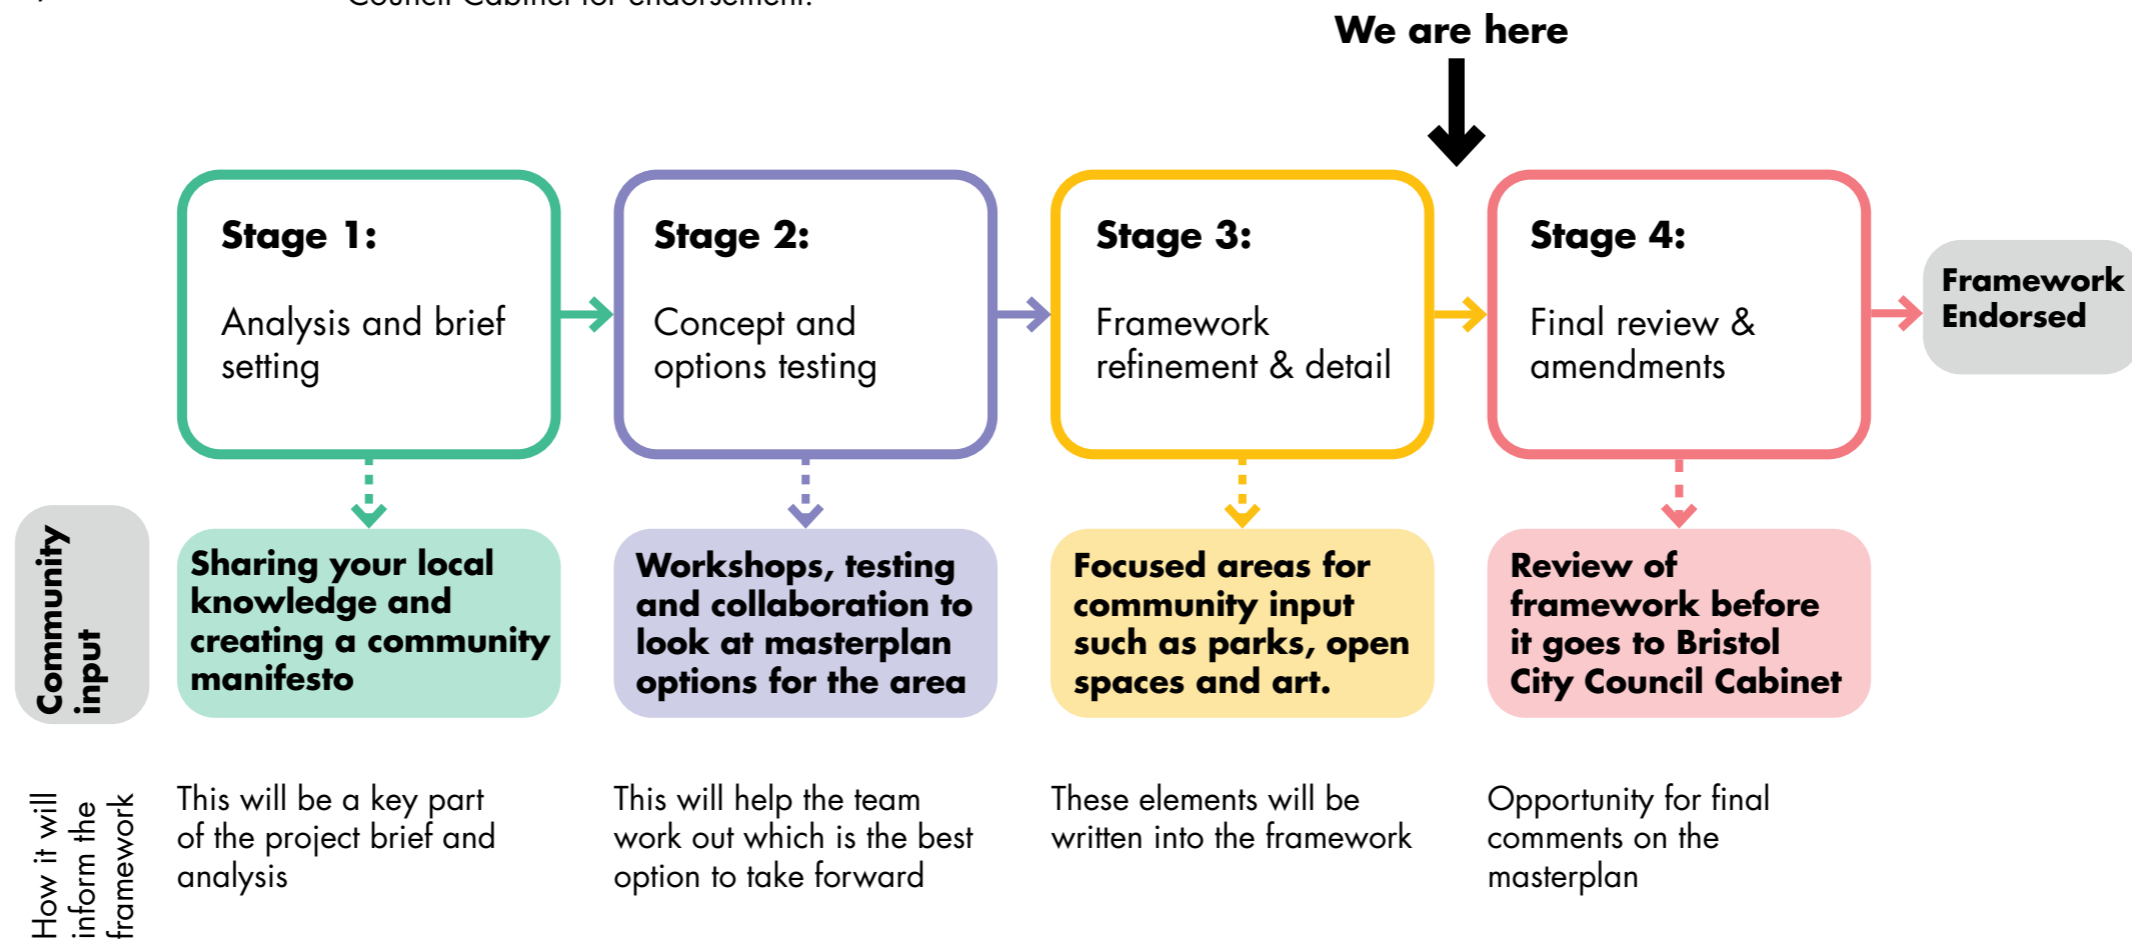 Council Cabinet for endorsement.
We are here
Stage 1:
Analysis and brief
setting
Stage 2:
Concept and
options testing
Stage 3:
Framework
refinement & detail
Stage 4:
Final review &
amendments
Framework
Endorsed
Community
input
Sharing your local
knowledge and
creating a community
manifesto
Workshops, testing
and collaboration to
look at masterplan
options for the area
Focused areas for
community input
such as parks, open
spaces and art.
Review of
framework before
it goes to Bristol
City Council Cabinet
How it will
inform the
framework
This will be a key part
of the project brief and
analysis
This will help the team
work out which is the best
option to take forward
These elements will be
written into the framework
Opportunity for final
comments on the
masterplan